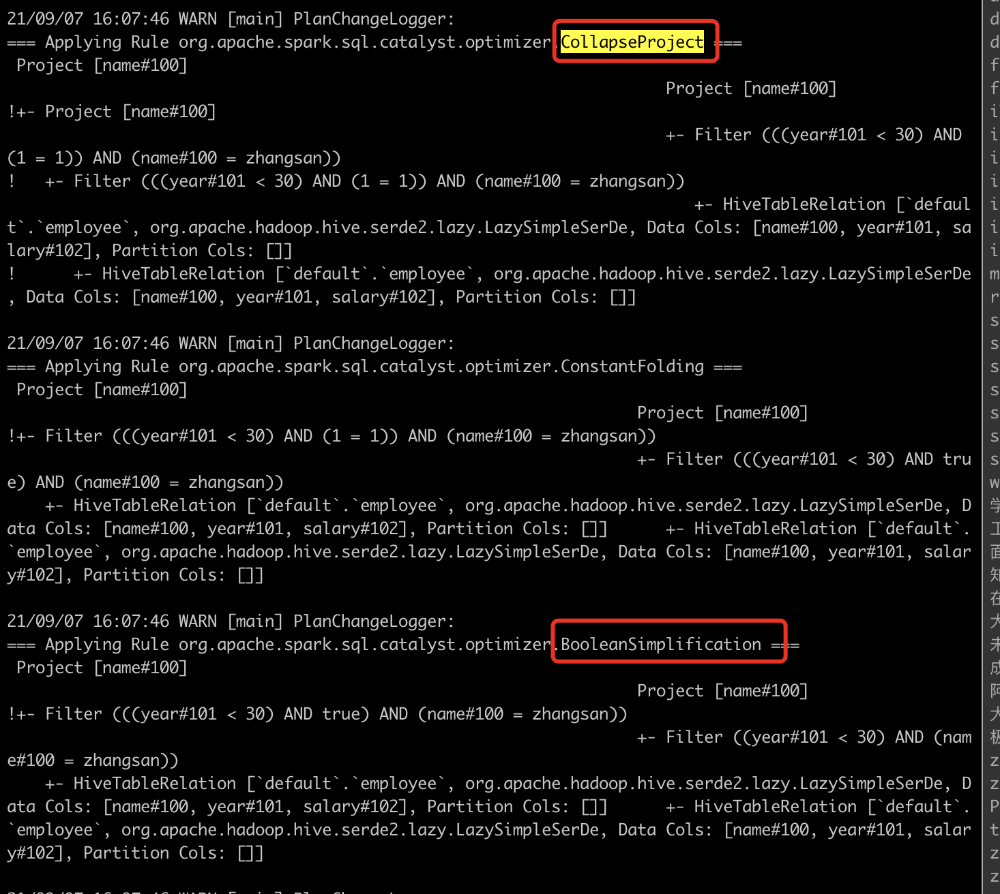 21/09/07 16:07:46 WARN [main] PlanChangeLogger:
=== Applying Rule org.apache.spark.sql.catalyst.optimizer.CollapseProject ===
Project [name#100]
Project [name#100]
!+- Project [name#100]
+- Filter (((year#101 < 30) AND
(1 = 1)) AND (name#100 = zhangsan))
!   +- Filter (((year#101 < 30) AND (1 = 1)) AND (name#100 = zhangsan))
+- HiveTableRelation [`defaul
t`.`employee`, org.apache.hadoop.hive.serde2.lazy.LazySimpleSerDe, Data Cols: [name#100, year#101, sa
lary#102], Partition Cols: []]
!      +- HiveTableRelation [`default`.`employee`, org.apache.hadoop.hive.serde2.lazy.LazySimpleSerDe
, Data Cols: [name#100, year#101, salary#102], Partition Cols: []]
21/09/07 16:07:46 WARN [main] PlanChangeLogger:
=== Applying Rule org.apache.spark.sql.catalyst.optimizer.ConstantFolding ===
Project [name#100]
Project [name#100]
!+- Filter (((year#101 < 30) AND (1 = 1)) AND (name#100 = zhangsan))
+- Filter (((year#101 < 30) AND tru
e) AND (name#100 = zhangsan))
+- HiveTableRelation [`default`.`employee`, org.apache.hadoop.hive.serde2.lazy.LazySimpleSerDe, D
ata Cols: [name#100, year#101, salary#102], Partition Cols: []]      +- HiveTableRelation [`default`.
`employee`, org.apache.hadoop.hive.serde2.lazy.LazySimpleSerDe, Data Cols: [name#100, year#101, salar
y#102], Partition Cols: []]
21/09/07 16:07:46 WARN [main] PlanChangeLogger:
=== Applying Rule org.apache.spark.sql.catalyst.optimizer.BooleanSimplification ===
Project [name#100]
Project [name#100]
!+- Filter (((year#101 < 30) AND true) AND (name#100 = zhangsan))
+- Filter ((year#101 < 30) AND (nam
e#100 = zhangsan))
+- HiveTableRelation [`default`.`employee`, org.apache.hadoop.hive.serde2.lazy.LazySimpleSerDe, D
ata Cols: [name#100, year#101, salary#102], Partition Cols: []]      +- HiveTableRelation [`default`.
`employee`, org.apache.hadoop.hive.serde2.lazy.LazySimpleSerDe, Data Cols: [name#100, year#101, salar
y#102], Partition Cols: []]